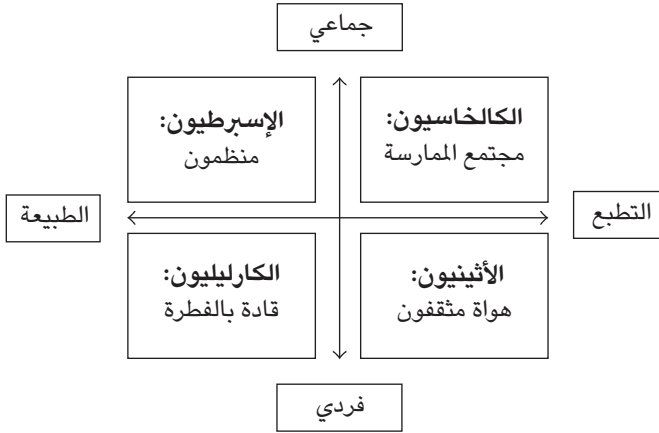 جماعي
الكالخاسيون:
مجتمع الممارسة
الإسبرطيون:
منظمون
التطبع
الطبيعة
الأثينيون:
هواة مثقفون
الكارليليون:
قادة بالفطرة
فردي